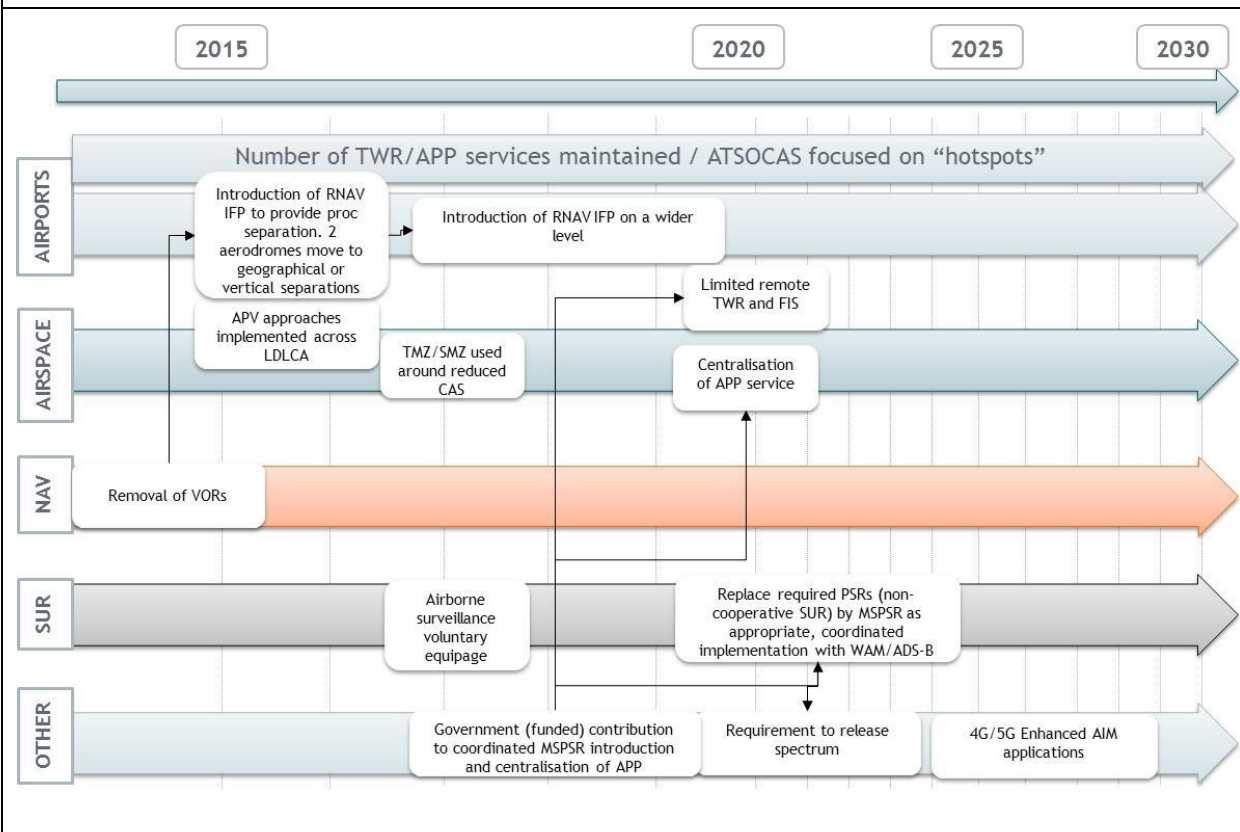 2015
2020
2025
2030
AIRPORTS
Number of TWR/APP services maintained / ATSOCAS focused on “hotspots”
Introduction of RNAV
IFP to provide proc
separation. 2
aerodromes move to
geographical or
vertical separations
Introduction of RNAV IFP on a wider
level
Limited remote
TWR and FIS
AIRSPACE
APV approaches
implemented across
LDLCA
TMZ/SMZ used
around reduced
CAS
Centralisation
of APP service
NAV
Removal of VORs
SUR
Airborne
surveillance
voluntary
equipage
Replace required PSRs (non-
cooperative SUR) by MSPSR as
appropriate, coordinated
implementation with WAM/ADS-B
OTHER
Government (funded) contribution
to coordinated MSPSR introduction
and centralisation of APP
Requirement to release
spectrum
4G/5G Enhanced AIM
applications